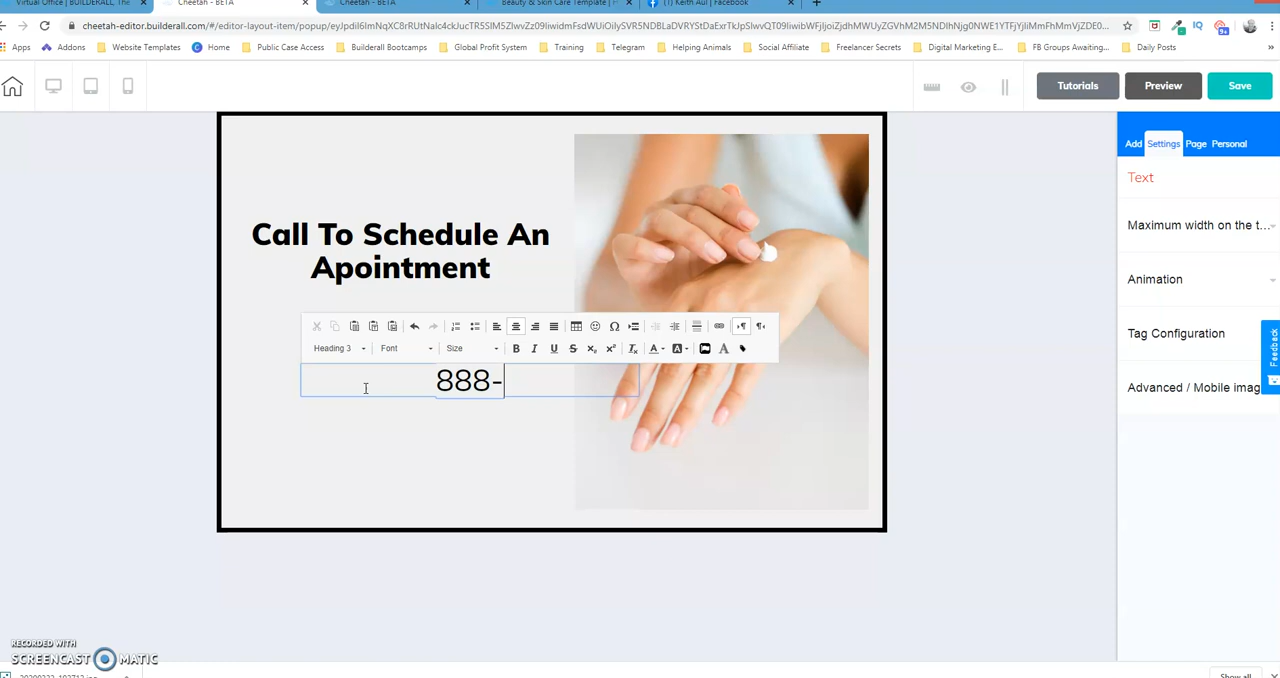 Virtual Office | BUILDERALL The
Cheetah - BETA
Cheetah - BETA
Beauty & Skin Care Template | P
(1) Keith Aul | Facebook
Apps
Addons
Website Templates
Home
Public Case Access
Builderall Bootcamps
Global Profit System
Training
Telegram
Helping Animals
Social Affiliate
Freelancer Secrets
Digital Marketing E...
FB Groups Awaiting...
Daily Posts
»
Tutorials
Preview
Save
Add
Settings
Page
Personal
Text
Maximum width on the t...
Animation
Tag Configuration
Advanced / Mobile imag
Feedback
Call To Schedule An
Apointment
Heading 3
Font
Size
888-
RECORDED WITH
SCREENCAST MATIC
Show all